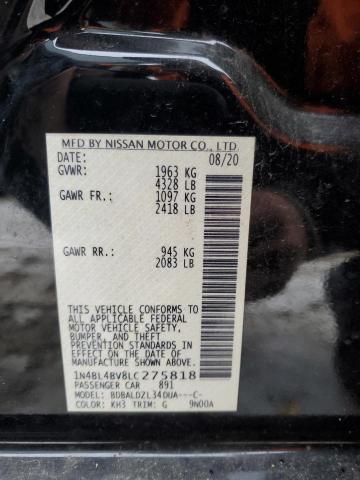 MFD BY NISSAN MOTOR CO., LTD.
DATE: 08/20
GVWR: 1963 KG
4328 LB
GAWR FR.: 1097 KG
2418 LB
GAWR RR.: 945 KG
2083 LB
THIS VEHICLE CONFORMS TO
ALL APPLICABLE FEDERAL
MOTOR VEHICLE SAFETY,
BUMPER, AND THEFT
PREVENTION STANDARDS IN
EFFECT ON THE DATE OF
MANUFACTURE SHOWN ABOVE.
1N4BL4BV8LC275818
PASSENGER CAR 891
MODEL: BDBALDZL34DUA---C-
COLOR: KH3 TRIM: G 9N00A